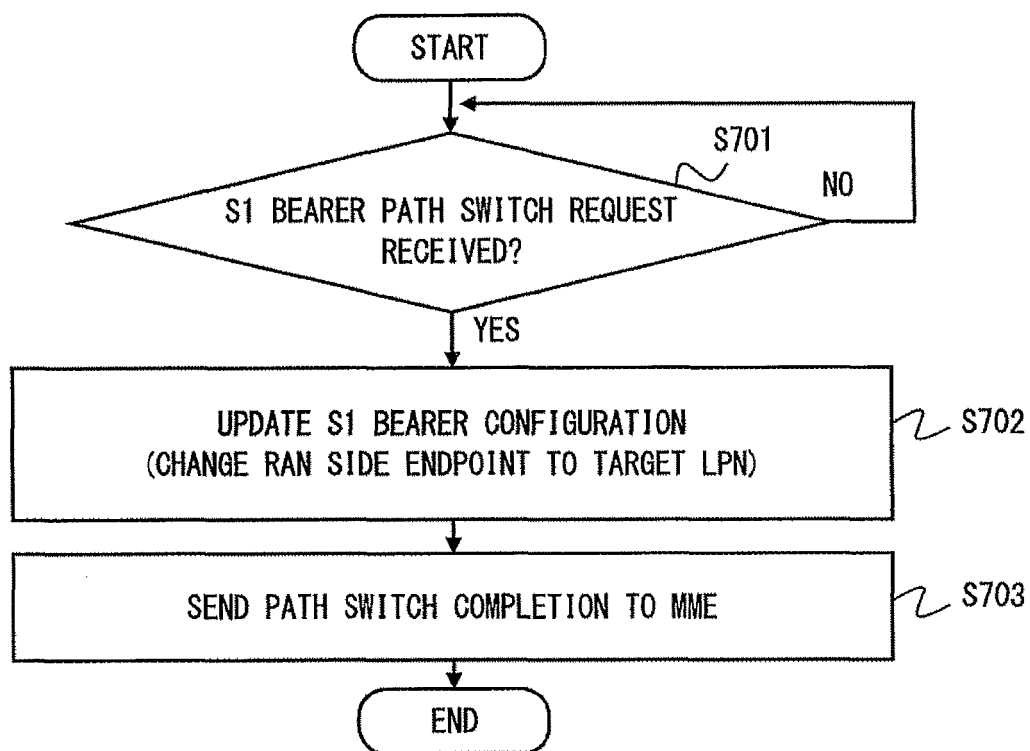 START
S701
NO
S1 BEARER PATH SWITCH REQUEST
RECEIVED?
YES
UPDATE S1 BEARER CONFIGURATION
(CHANGE RAN SIDE ENDPOINT TO TARGET LPN)
S702
SEND PATH SWITCH COMPLETION TO MME
S703
END